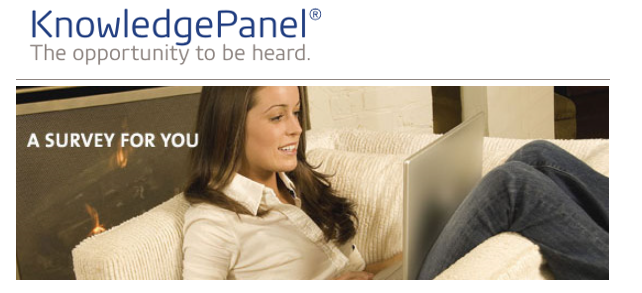 KnowledgePanel®
The opportunity to be heard.
A SURVEY FOR YOU